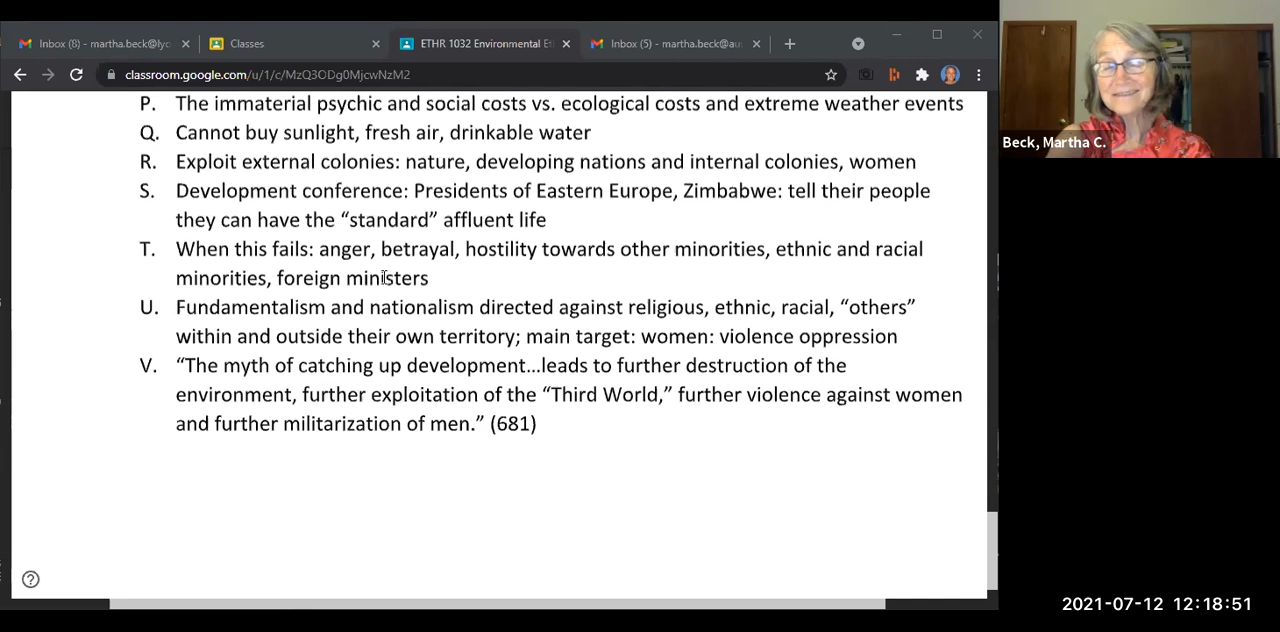 Inbox (8) - martha.beck@lyc
Classes
ETHR 1032 Environmental Et
Inbox (5) - martha.beck@au
classroom.google.com/u/1/c/MzQ3ODg0MjcwNzM2
P. The immaterial psychic and social costs vs. ecological costs and extreme weather events
Q. Cannot buy sunlight, fresh air, drinkable water
R. Exploit external colonies: nature, developing nations and internal colonies, women
S. Development conference: Presidents of Eastern Europe, Zimbabwe: tell their people
they can have the “standard” affluent life
T. When this fails: anger, betrayal, hostility towards other minorities, ethnic and racial
minorities, foreign ministers
U. Fundamentalism and nationalism directed against religious, ethnic, racial, “others”
within and outside their own territory; main target: women: violence oppression
V. “The myth of catching up development…leads to further destruction of the
environment, further exploitation of the “Third World,” further violence against women
and further militarization of men.” (681)
Beck, Martha C.
2021-07-12 12:18:51